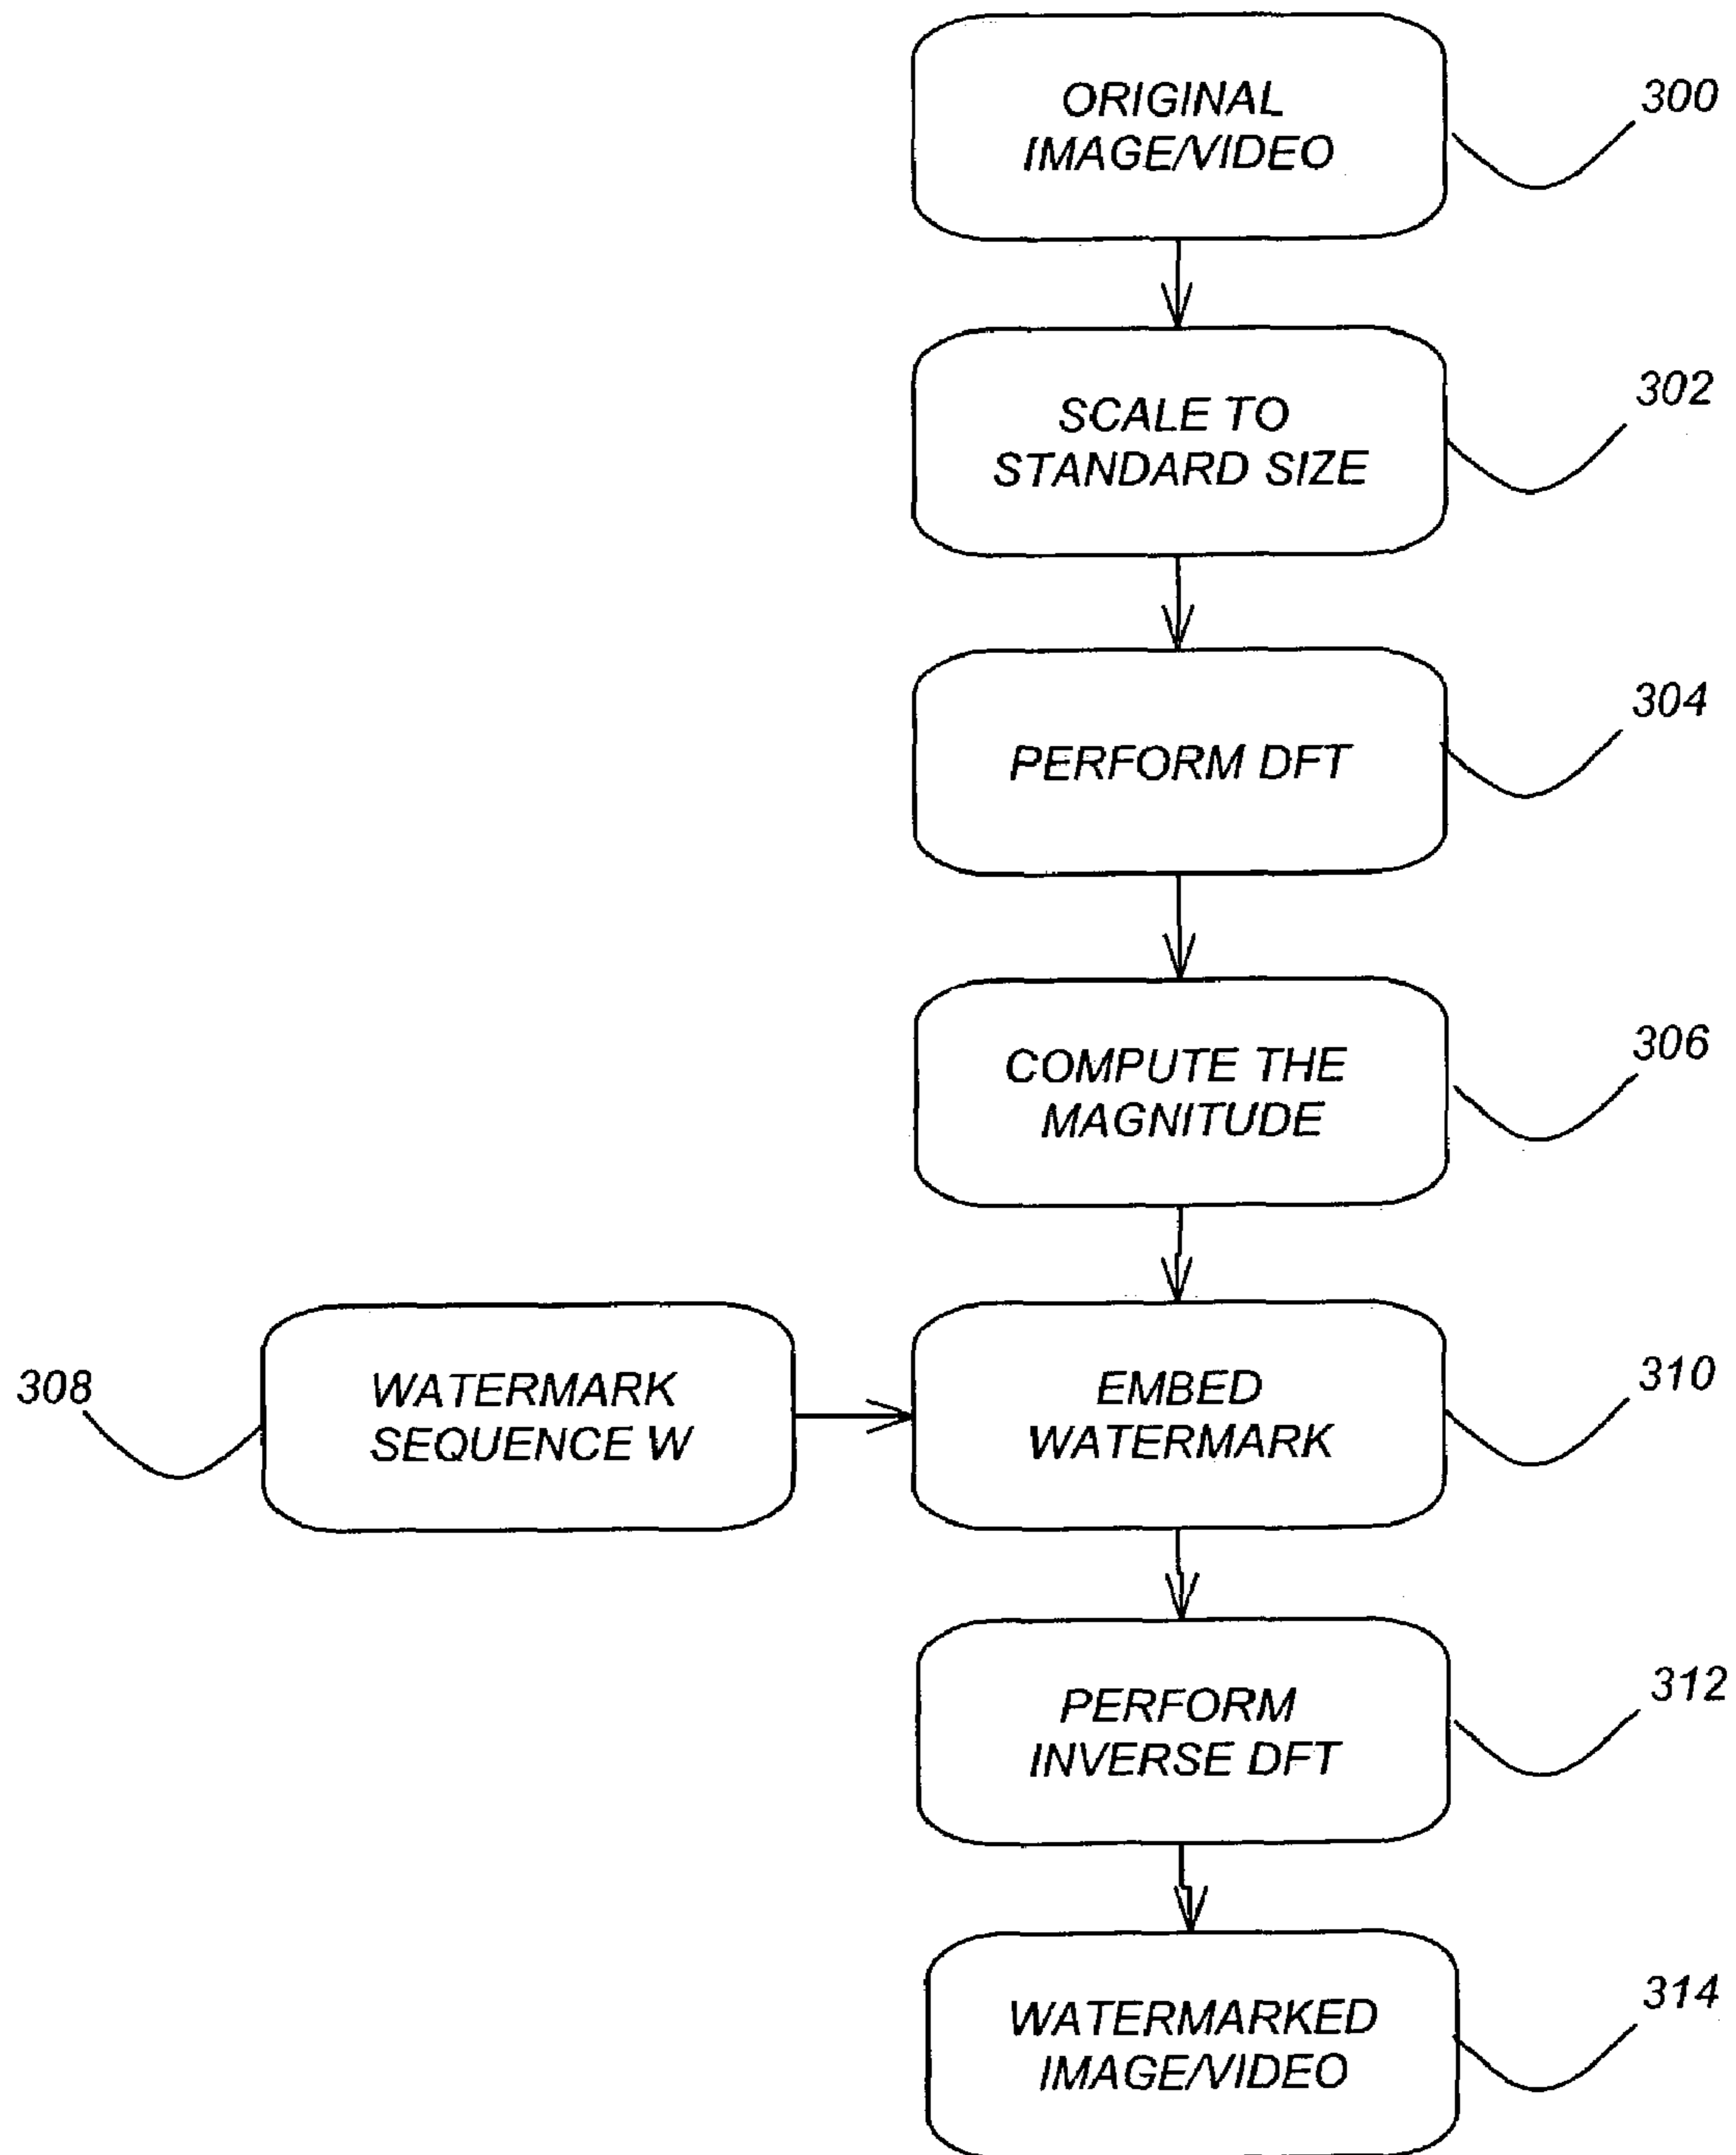 ORIGINAL
IMAGE/VIDEO
300
SCALE TO
STANDARD SIZE
302
PERFORM DFT
304
COMPUTE THE
MAGNITUDE
306
308
WATERMARK
SEQUENCE W
EMBED
WATERMARK
310
PERFORM
INVERSE DFT
312
WATERMARKED
IMAGE/VIDEO
314